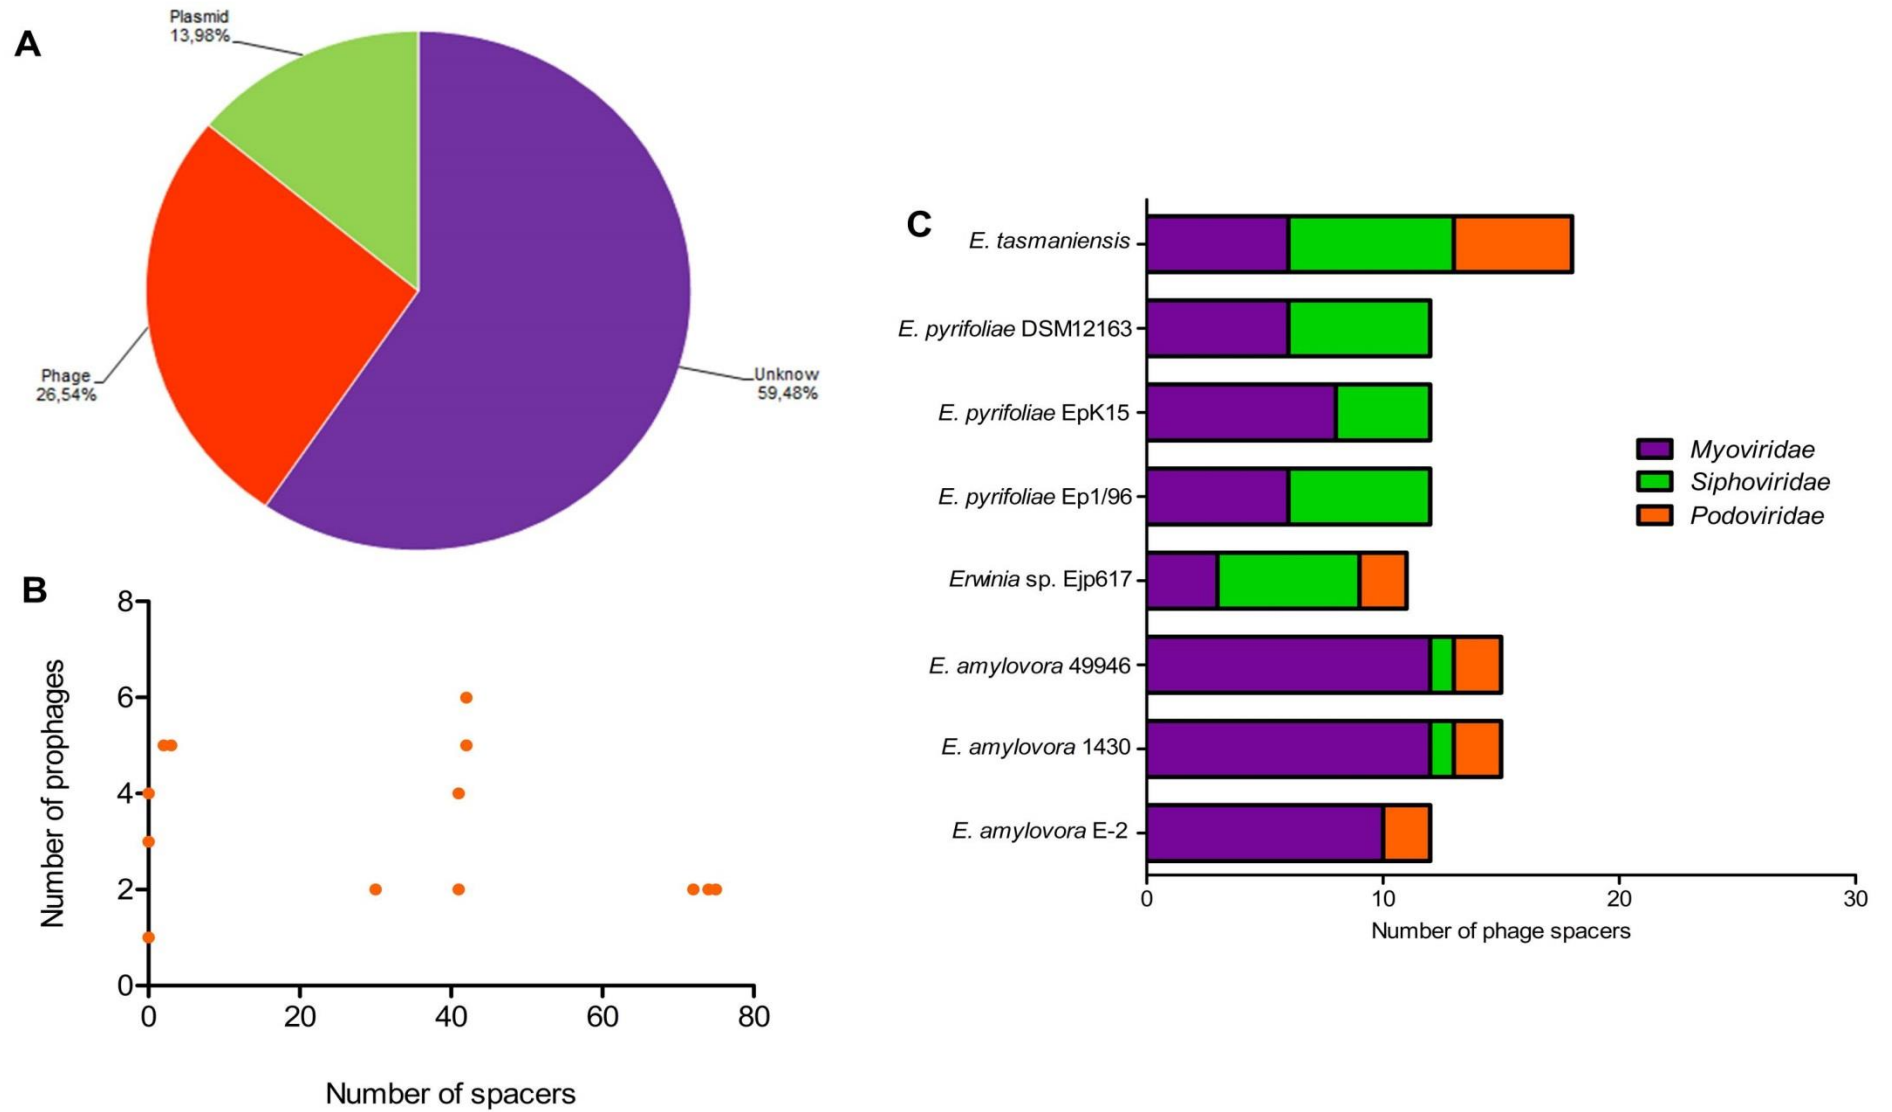 A
Plasmid
13,98%
Phage
26,54%
Unknow
59,48%
B
Number of prophages
8
6
4
2
0
0 20 40 60 80
Number of spacers
C
E. tasmaniensis
E. pyrifoliae DSM12163
E. pyrifoliae EpK15
E. pyrifoliae Ep1/96
Erwinia sp. Ejp617
E. amylovora 49946
E. amylovora 1430
E. amylovora E-2
0 10 20 30
Number of phage spacers
Myoviridae
Siphoviridae
Podoviridae